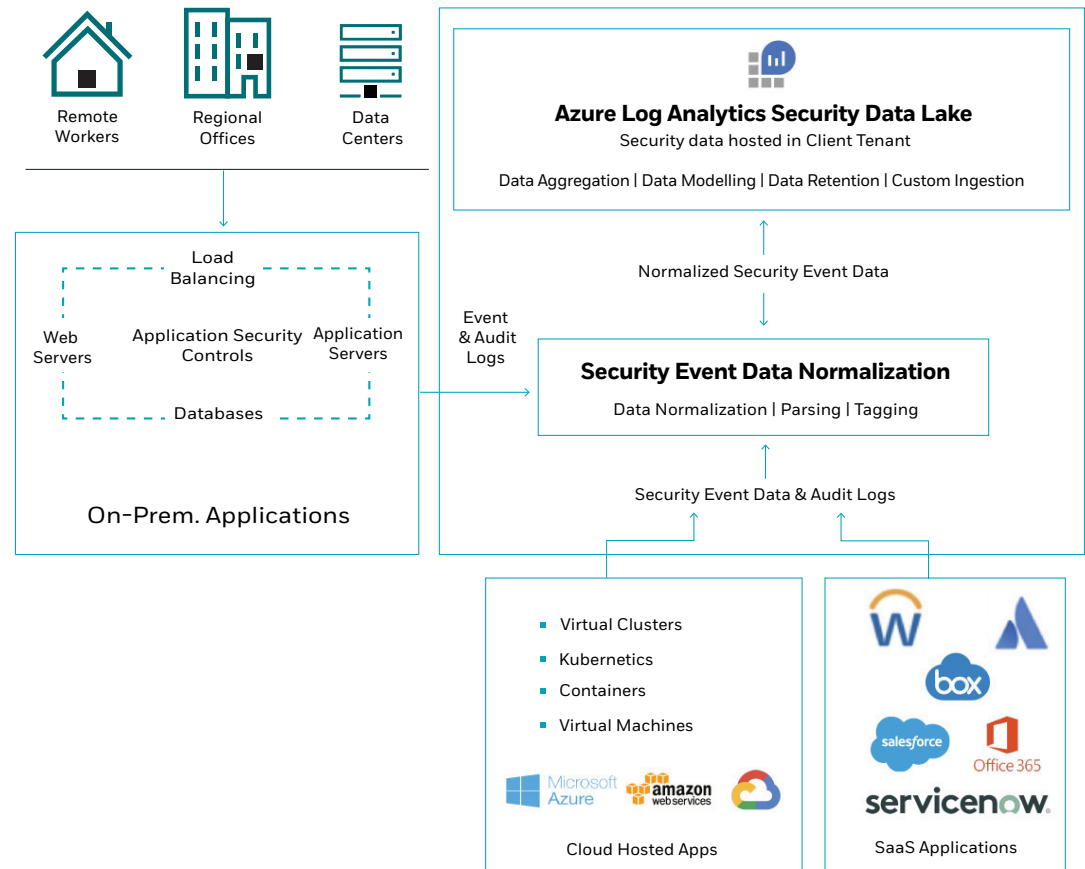 Remote
Workers
Regional
Offices
Data
Centers
Azure Log Analytics Security Data Lake
Security data hosted in Client Tenant
Data Aggregation | Data Modelling | Data Retention | Custom Ingestion
Normalized Security Event Data
Load
Balancing
Web
Servers
Application Security
Controls
Application
Servers
Databases
On-Prem. Applications
Event
& Audit
Logs
Security Event Data Normalization
Data Normalization | Parsing | Tagging
Security Event Data & Audit Logs
Virtual Clusters
Kubernetics
Containers
Virtual Machines
Microsoft
Azure
amazon
webservices
Cloud Hosted Apps
W
box
salesforce
Office 365
servicenow.
SaaS Applications